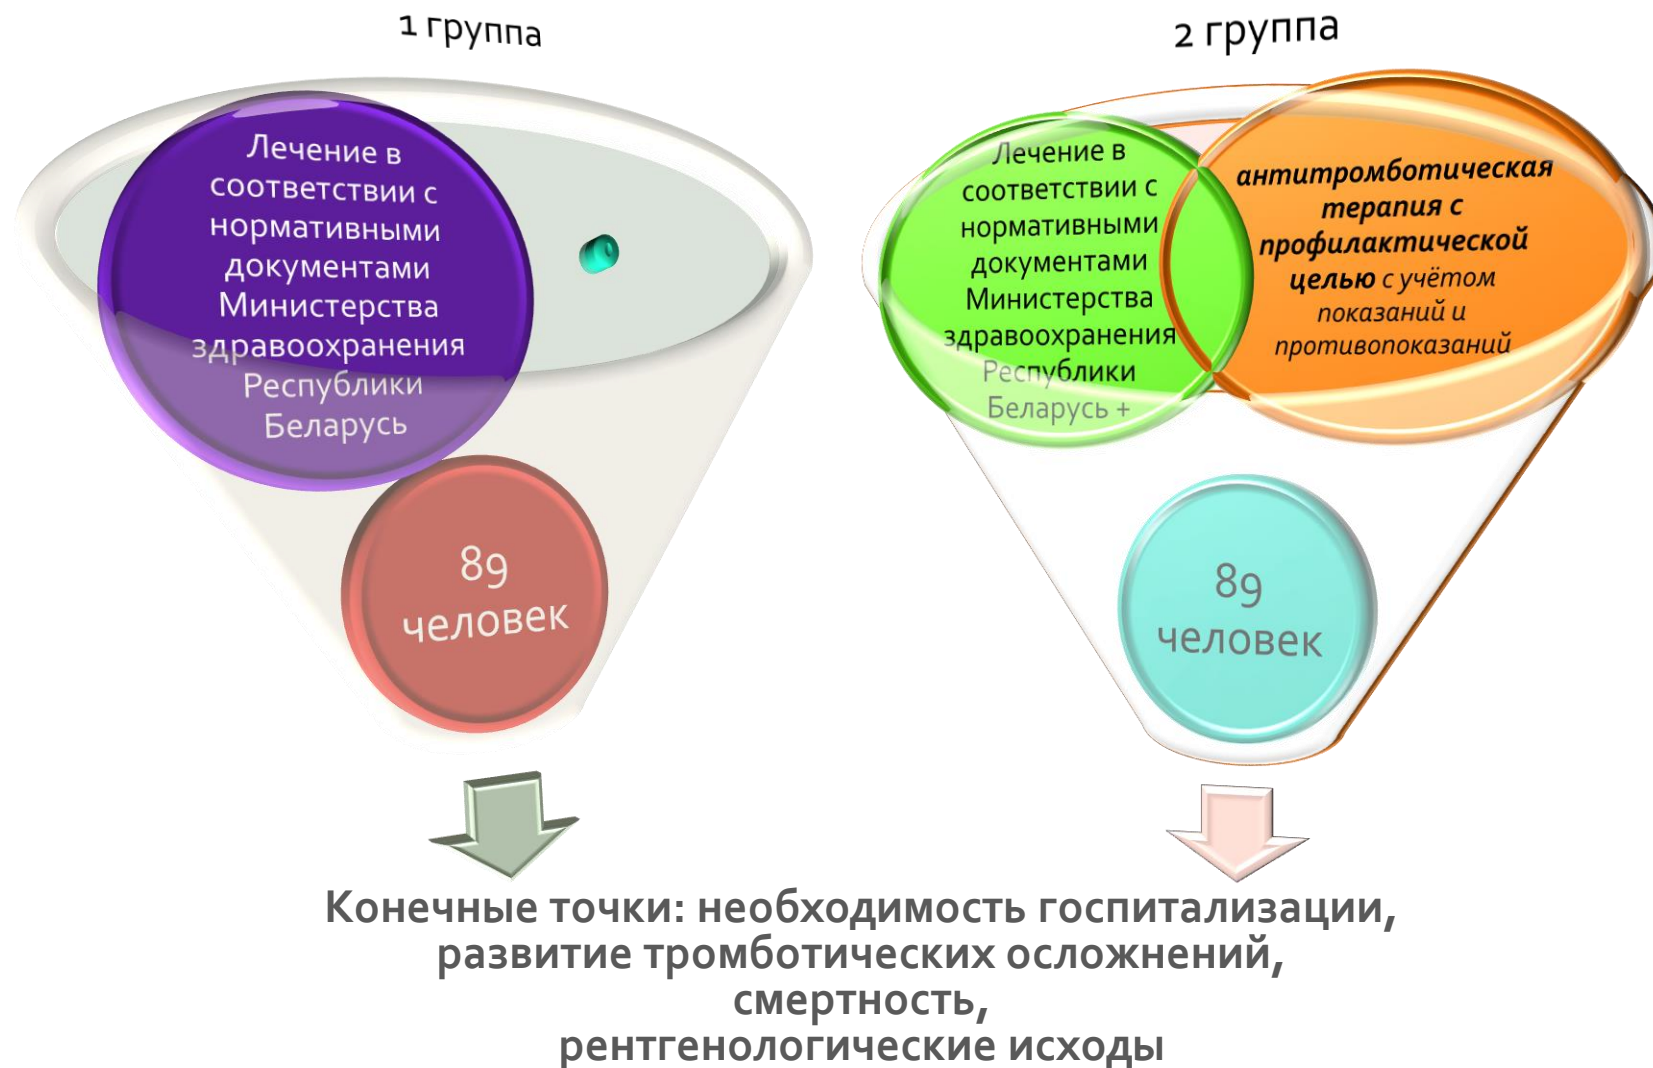 1 группа
Лечение в
соответствии с
нормативными
документами
Министерства
здравоохранения
Республики
Беларусь
89
человек
2 группа
Лечение в
соответствии с
нормативными
документами
Министерства
здравоохранения
Республики
Беларусь +
антитромботическая
терапия с
профилактической
целью с учётом
показаний и
противопоказаний
89
человек
Конечные точки: необходимость госпитализации,
развитие тромботических осложнений,
смертность,
рентгенологические исходы